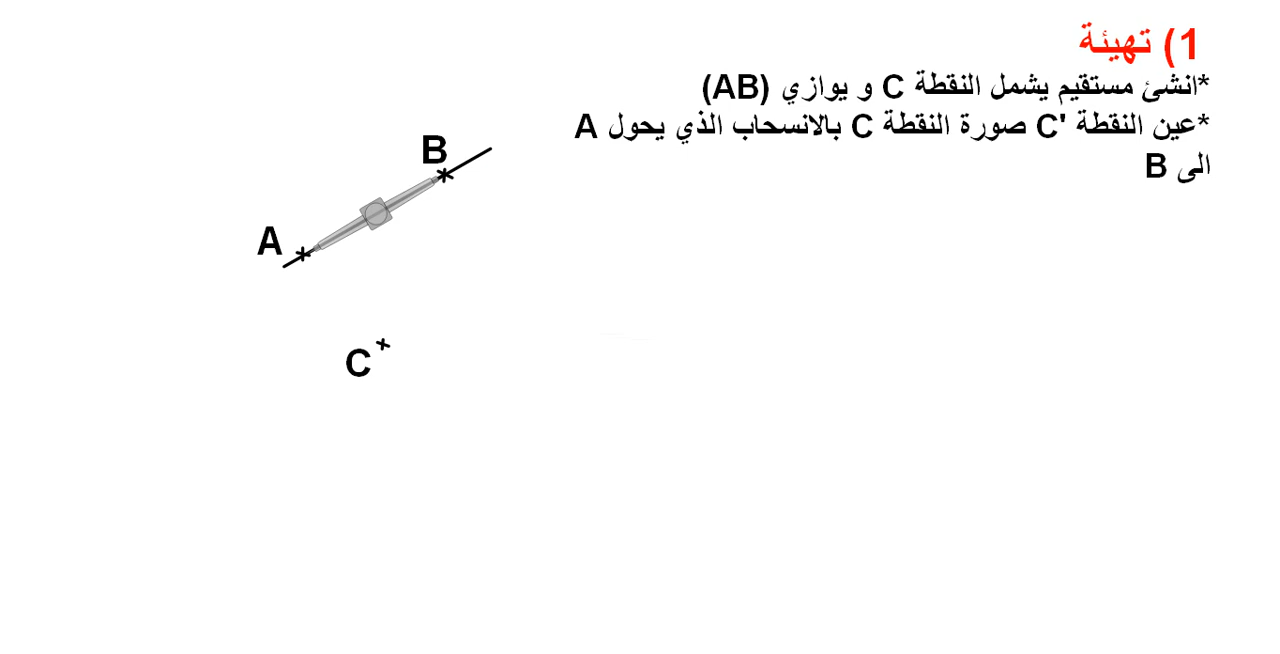 1) تهيئة
*انشئ مستقيم يشمل النقطة C و يوازي (AB)
*عين النقطة 'C صورة النقطة C بالانسحاب الذي يحول A
الى B
B
A
C